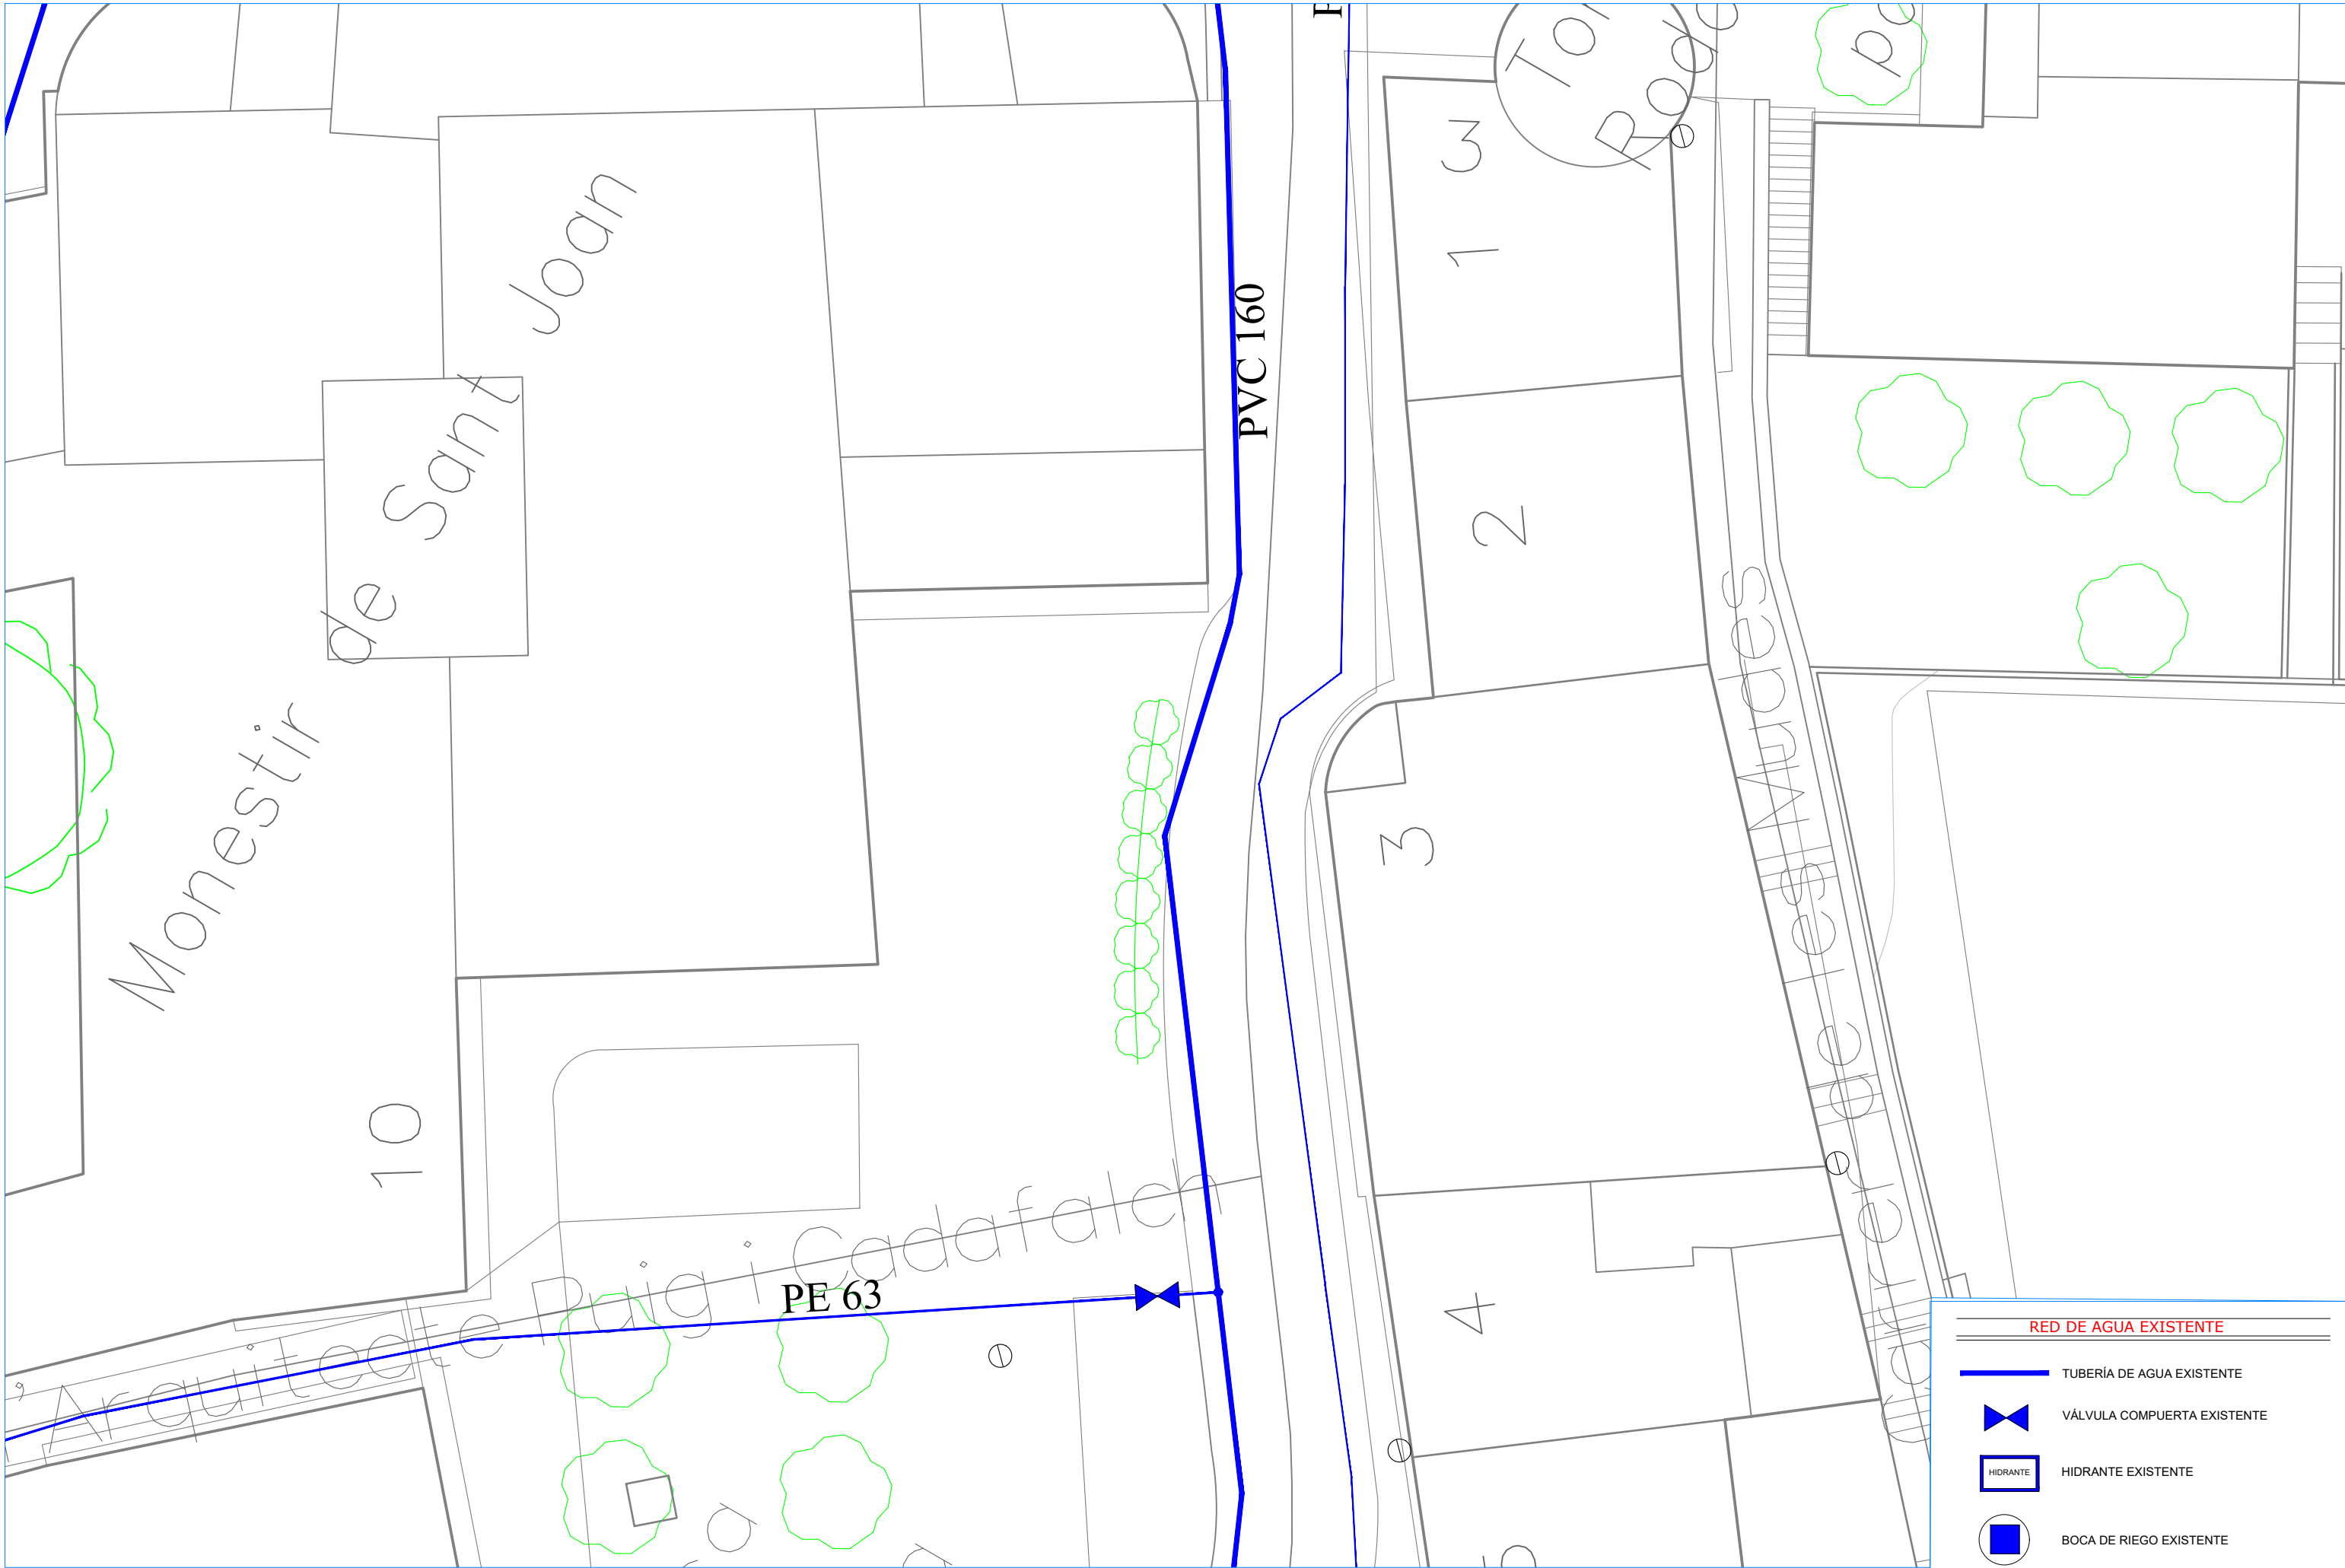 Monestir de Sant Joan
PVC 160
1 3
2
3
4
10
Arquitecte Puig i Cadafalch
PE 63
RED DE AGUA EXISTENTE
TUBERÍA DE AGUA EXISTENTE
VÁLVULA COMPUERTA EXISTENTE
HIDRANTE
HIDRANTE EXISTENTE
BOCA DE RIEGO EXISTENTE